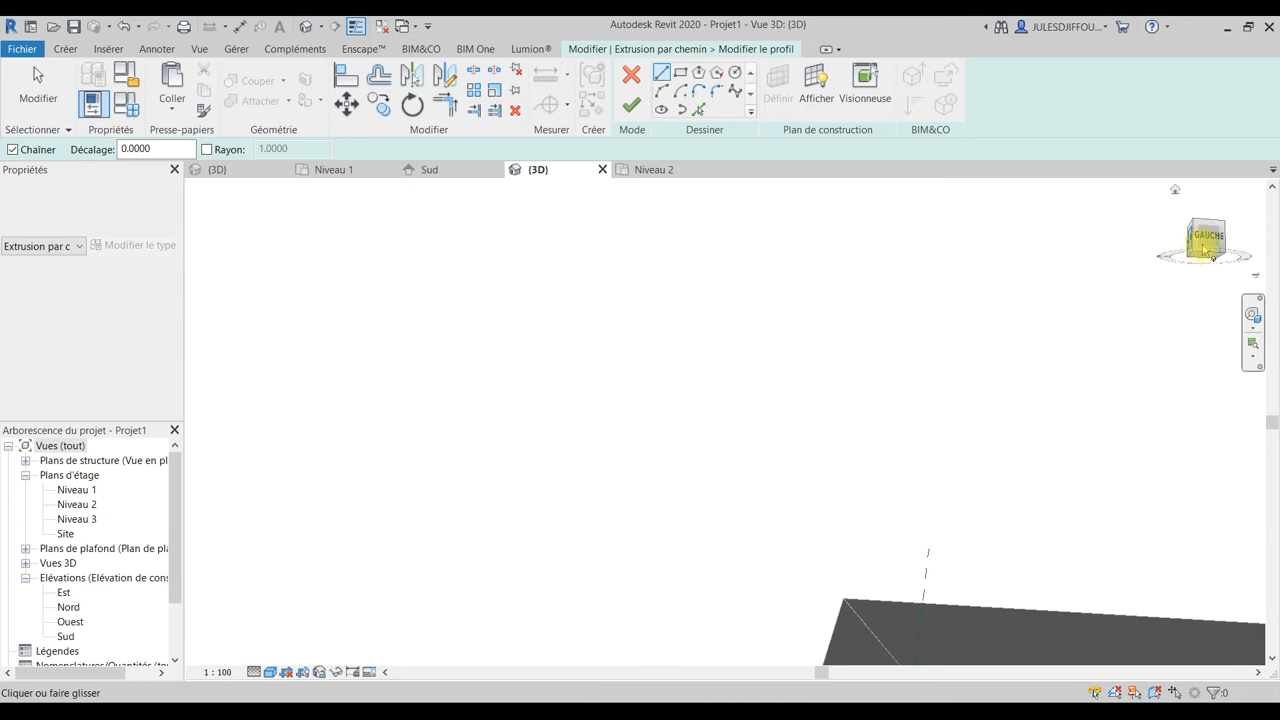 Autodesk Revit 2020 - Projet1 - Vue 3D: {3D}
JULESDJIFFOU...
Fichier Créer Insérer Annoter Vue Gérer Compléments Enscape™ BIM&CO BIM One Lumion® Modifier | Extrusion par chemin > Modifier le profil
Modifier Coller Couper Attacher Définir Afficher Visionneuse
Sélectionner Propriétés Presse-papiers Géométrie Modifier Mesurer Créer Mode Dessiner Plan de construction BIM&CO
Chaîner Décalage: 0.0000 Rayon: 1.0000
Propriétés {3D} Niveau 1 Sud {3D} Niveau 2
GAUCHE
Extrusion par c Modifier le type
Arborescence du projet - Projet1
Vues (tout)
Plans de structure (Vue en pl
Plans d'étage
Niveau 1
Niveau 2
Niveau 3
Site
Plans de plafond (Plan de pla
Vues 3D
Elévations (Elévation de cons
Est
Nord
Ouest
Sud
Légendes
Nomenclatures/Quantités (tout
1 : 100
Cliquer ou faire glisser :0